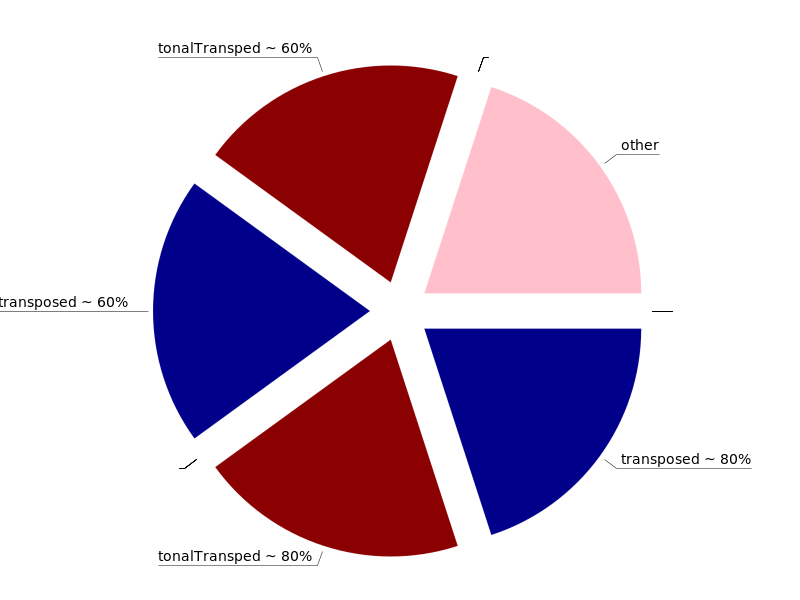 tonalTransped ~ 60%
other
transposed ~ 60%
transposed ~ 80%
tonalTransped ~ 80%